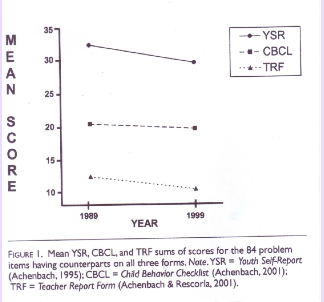 MEAN SCORE
35
30
25
20
15
10
1989
1999
YEAR
YSR
CBCL
TRF
FIGURE 1. Mean YSR, CBCL, and TRF sums of scores for the 84 problem
items having counterparts on all three forms. Note. YSR = Youth Self-Report
(Achenbach, 1995); CBCL = Child Behavior Checklist (Achenbach, 2001);
TRF = Teacher Report Form (Achenbach & Rescorla, 2001).